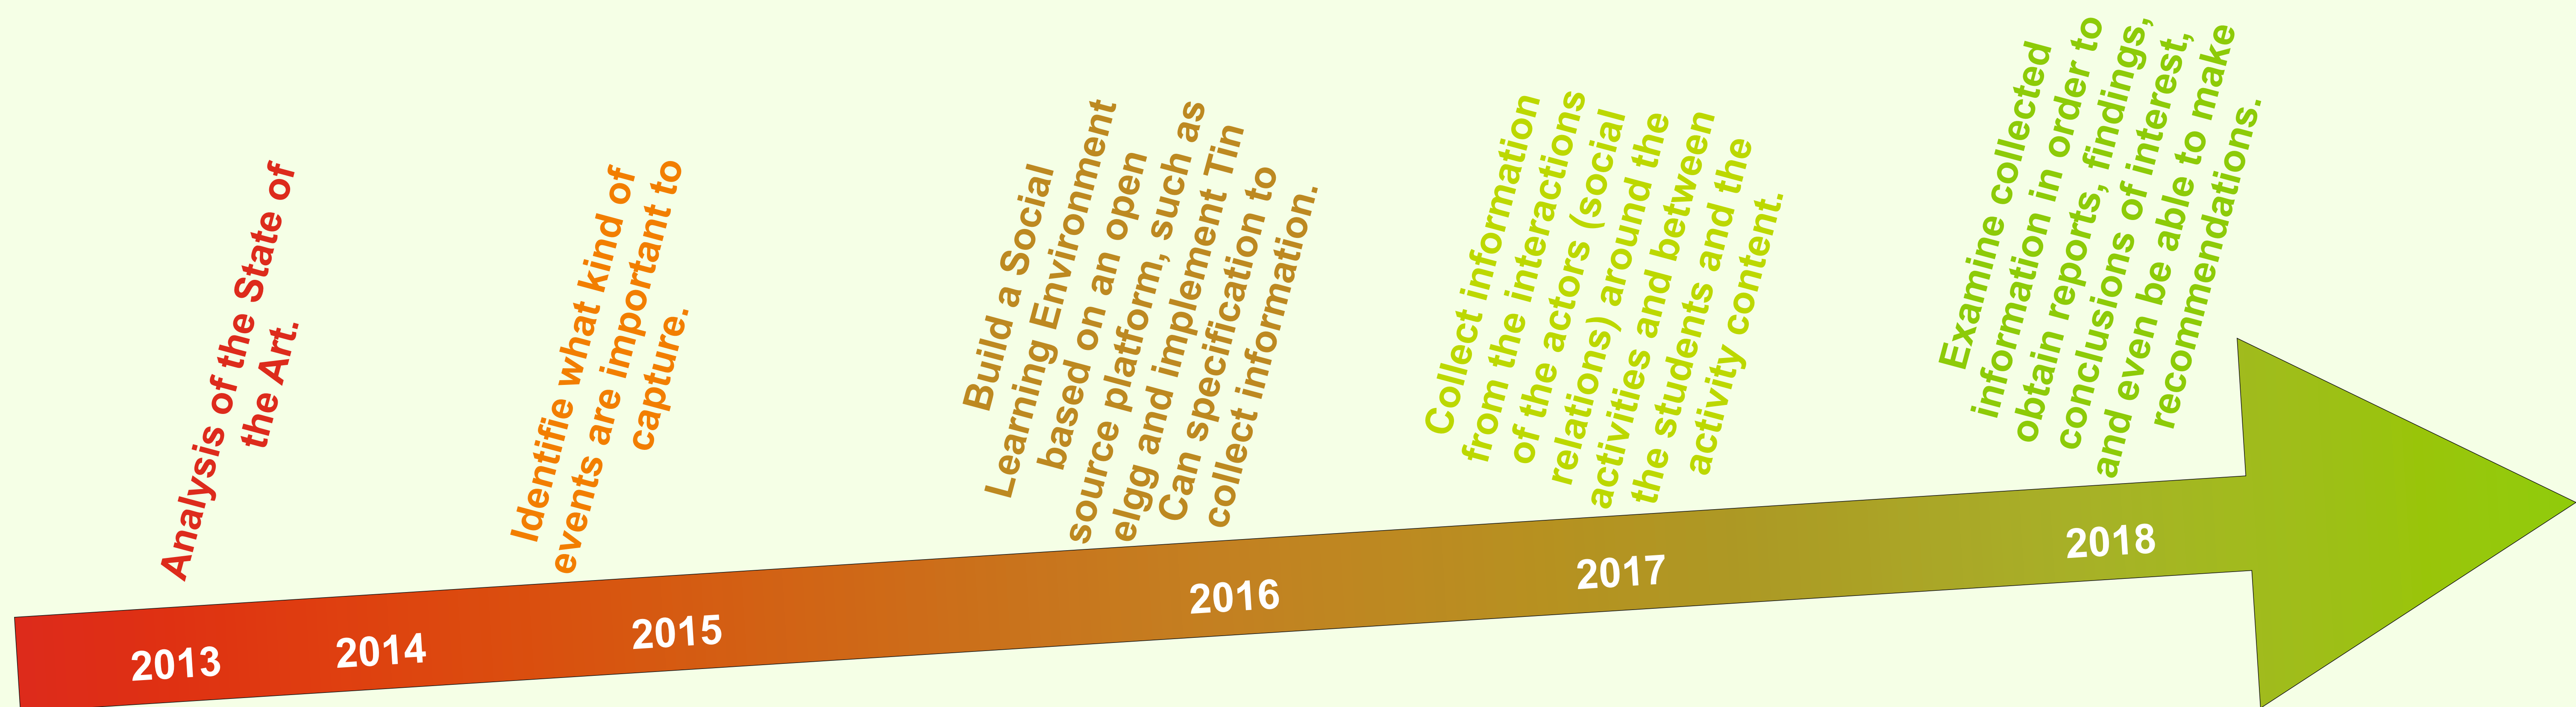 Analysis of the State of
the Art.
Identifie what kind of
events are important to
capture.
Build a Social
Learning Environment
based on an open
source platform, such as
elgg and implement Tin
Can specification to
collect information.
Collect information
from the interactions
of the actors (social
relations) around the
activities and between
the students and the
activity content.
Examine collected
information in order to
obtain reports, findings,
conclusions of interest,
and even be able to make
recommendations.
2013
2014
2015
2016
2017
2018